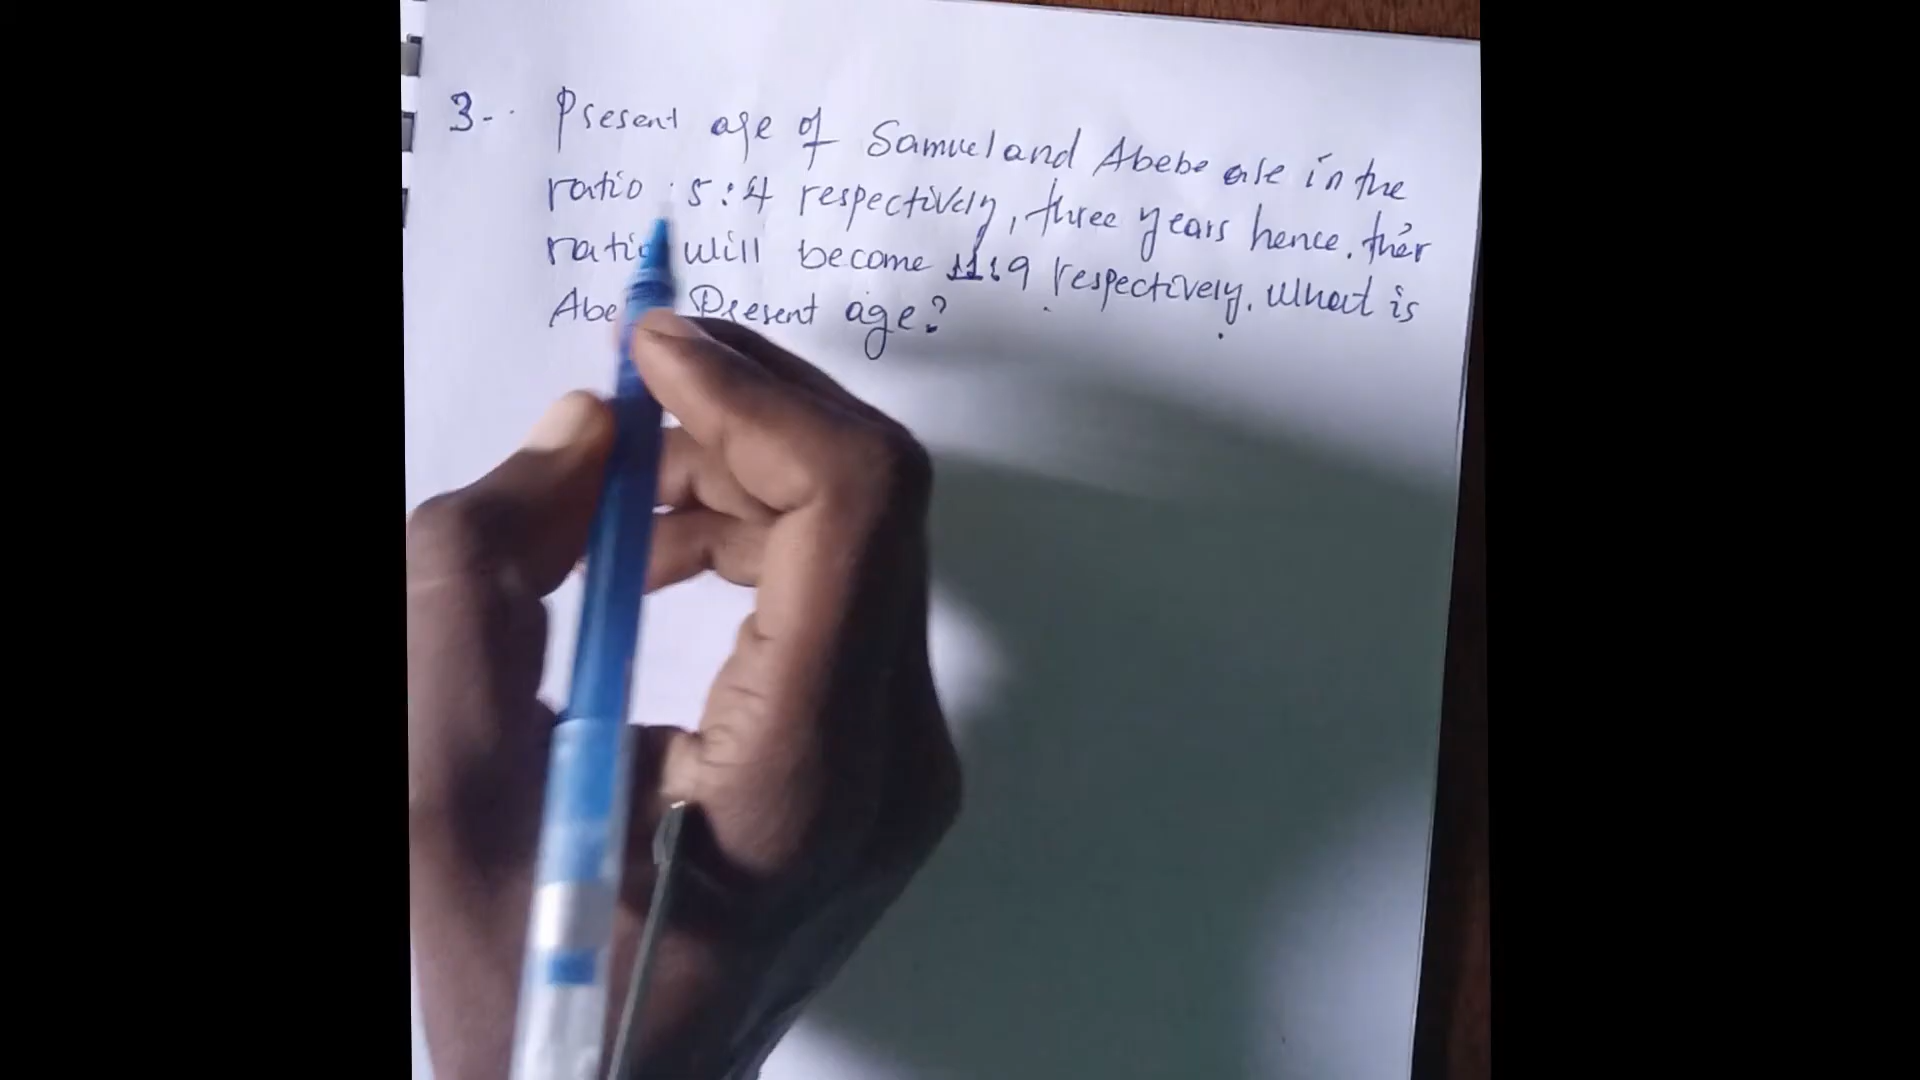 3- Present age of Samuel and Abebe are in the
ratio 5:4 respectively, three years hence. their
ratio will become 11:9 respectively. What is
Present age?